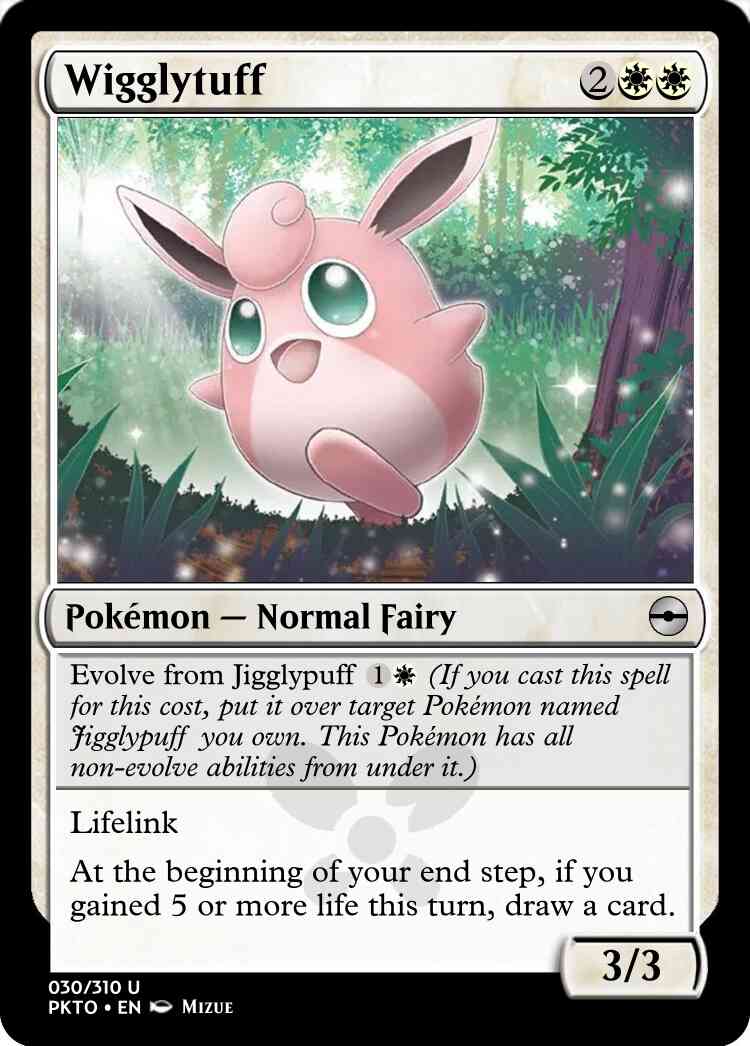 Wigglytuff 2
Pokémon — Normal Fairy
Evolve from Jigglypuff 1 (If you cast this spell
for this cost, put it over target Pokémon named
Jigglypuff you own. This Pokémon has all
non-evolve abilities from under it.)
Lifelink
At the beginning of your end step, if you
gained 5 or more life this turn, draw a card.
3/3
030/310 U
PKTO • EN Mizue